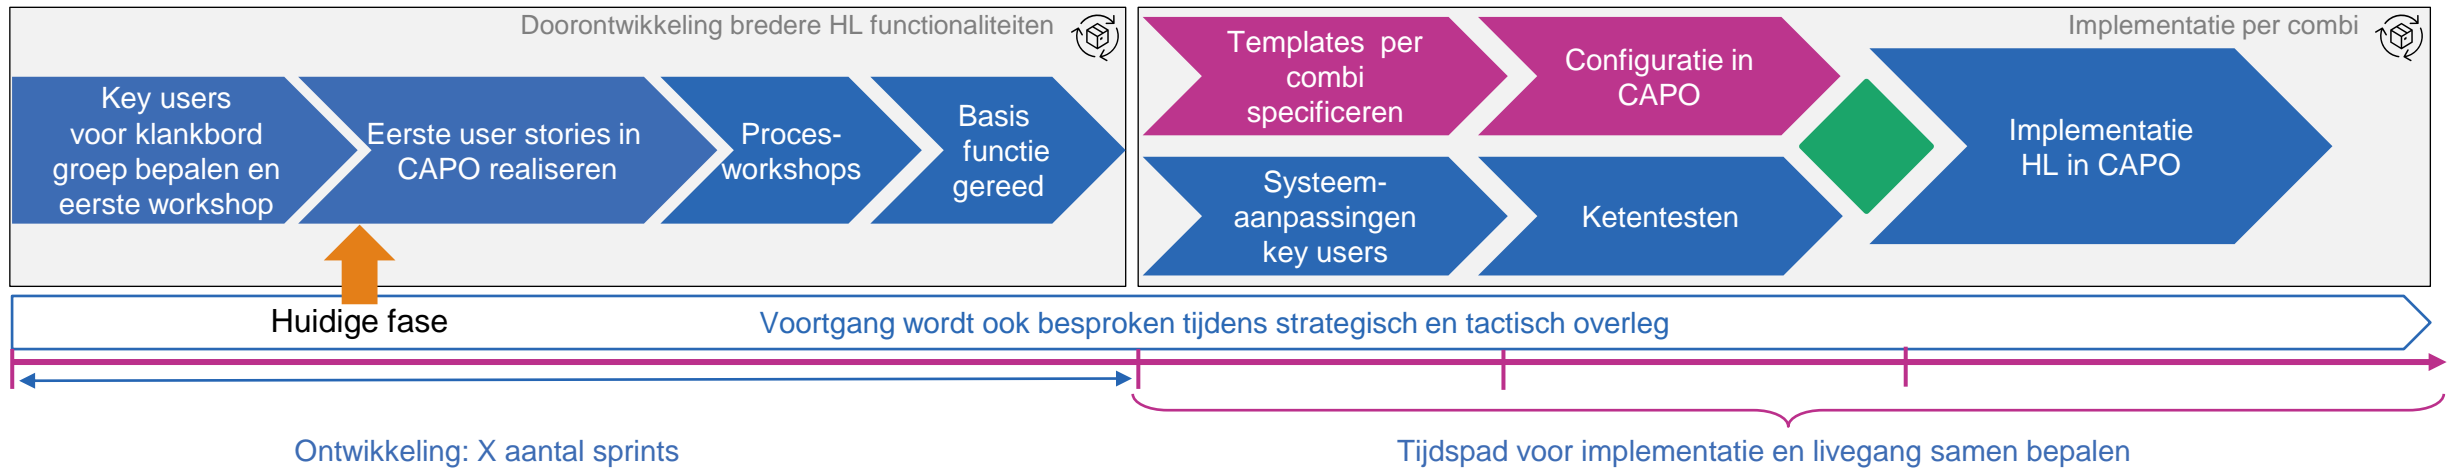 Doorontwikkeling bredere HL functionaliteiten
Key users
voor klankbord
groep bepalen en
eerste workshop
Eerste user stories in
CAPO realiseren
Proces-
workshops
Basis
functie
gereed
Implementatie per combi
Templates per
combi
specificeren
Configuratie in
CAPO
Systeem-
aanpassingen
key users
Ketentesten
Implementatie
HL in CAPO
Huidige fase
Voortgang wordt ook besproken tijdens strategisch en tactisch overleg
Ontwikkeling: X aantal sprints
Tijdspad voor implementatie en livegang samen bepalen